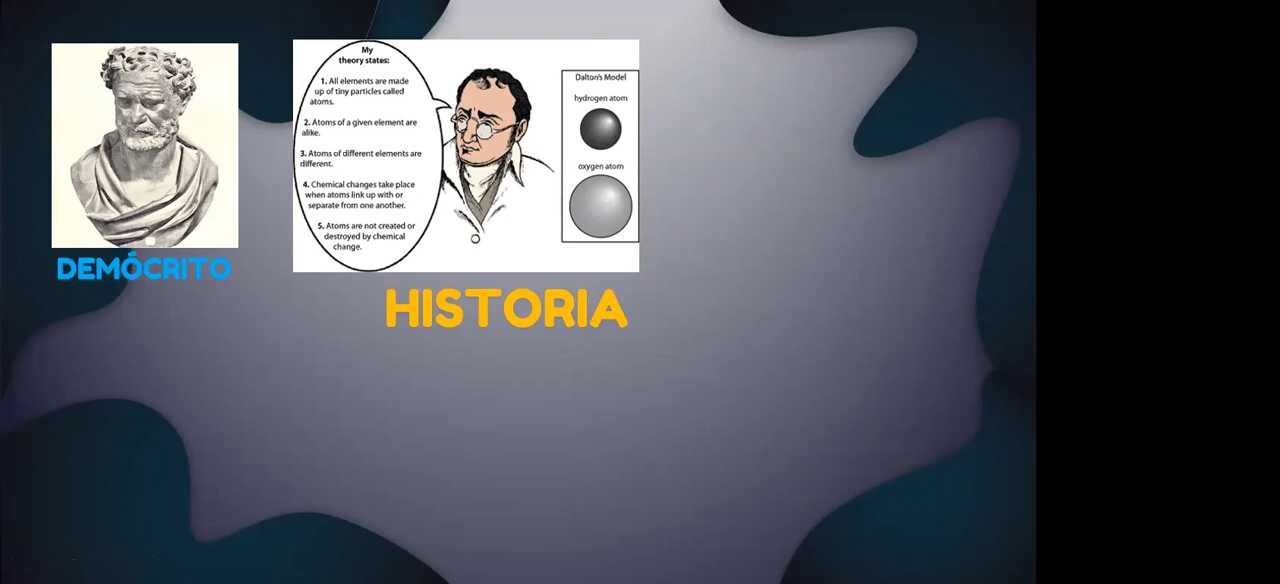 DEMÓCRITO
My
theory states:
1. All elements are made
up of tiny particles called
atoms.
2. Atoms of a given element are
alike.
3. Atoms of different elements are
different.
4. Chemical changes take place
when atoms link up with or
separate from one another.
5. Atoms are not created or
destroyed by chemical
change.
Dalton's Model
hydrogen atom
oxygen atom
HISTORIA